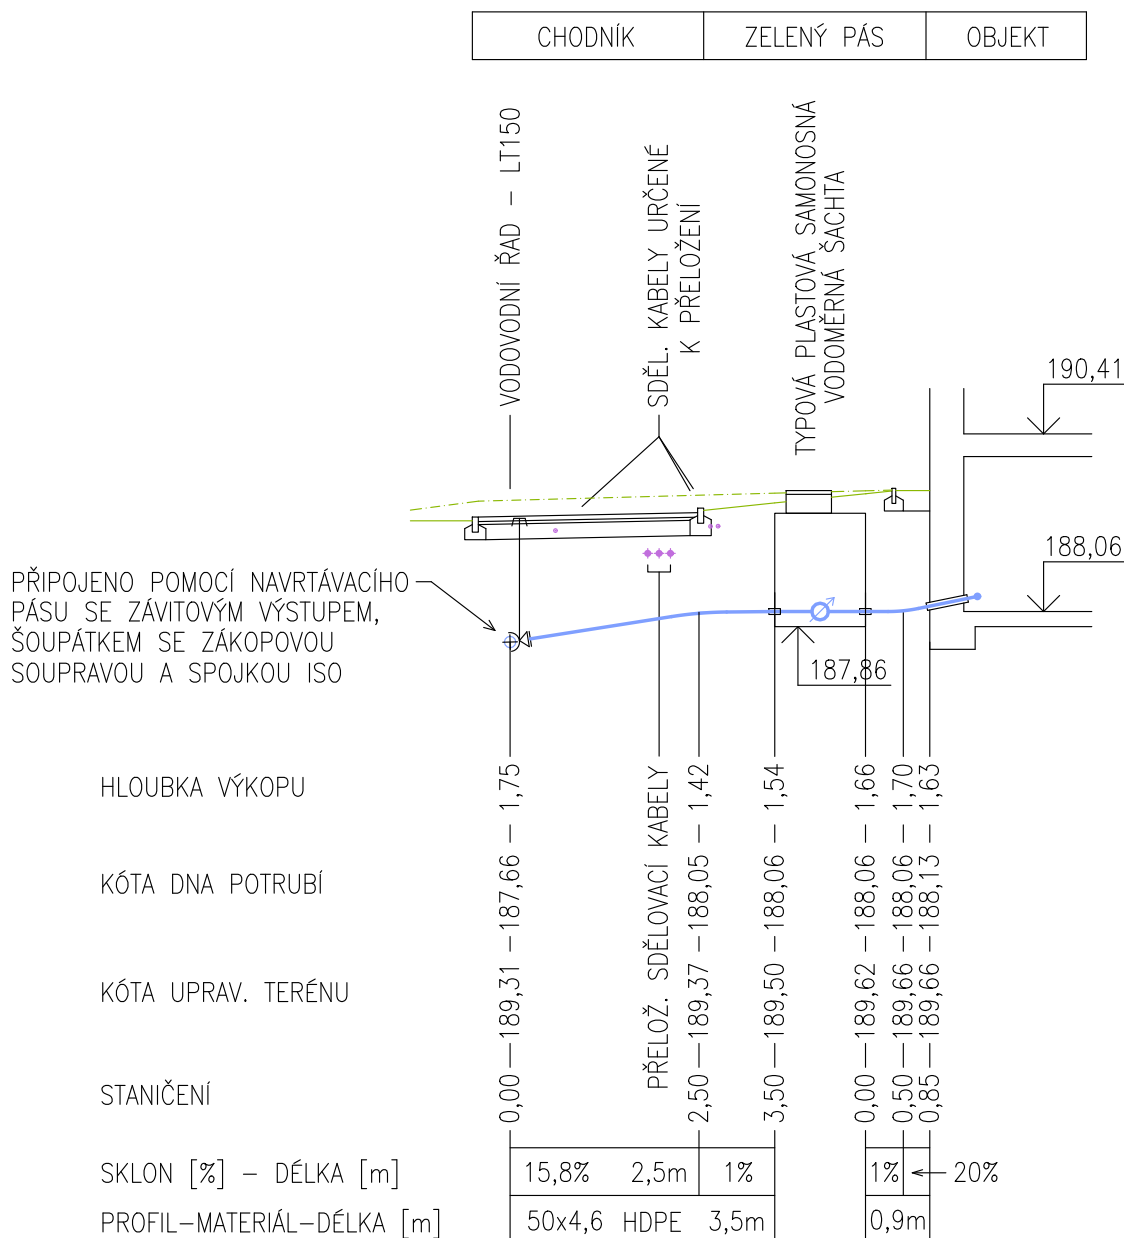 CHODNÍK ZELENÝ PÁS OBJEKT
VODOVODNÍ ŘAD - LT150
SDĚL. KABELY URČENÉ
K PŘELOŽENÍ
TYPOVÁ PLASTOVÁ SAMONOSNÁ
VODOMĚRNÁ ŠACHTA
190,41
188,06
PŘIPOJENO POMOCÍ NAVRTÁVACÍHO
PÁSU SE ZÁVITOVÝM VÝSTUPEM,
ŠOUPÁTKEM SE ZÁKOPOVOU
SOUPRAVOU A SPOJKOU ISO
187,86
HLOUBKA VÝKOPU 1,75 1,42 1,54 1,66 1,70 1,63
KÓTA DNA POTRUBÍ 187,66 188,05 188,06 188,06 188,06 188,13
PŘELOŽ. SDĚLOVACÍ KABELY
KÓTA UPRAV. TERÉNU 189,31 189,37 189,50 189,62 189,66 189,66
STANIČENÍ 0,00 2,50 3,50 0,00 0,50 0,85
SKLON [%] - DÉLKA [m] 15,8% 2,5m 1% 1% 20%
PROFIL-MATERIÁL-DÉLKA [m] 50x4,6 HDPE 3,5m 0,9m